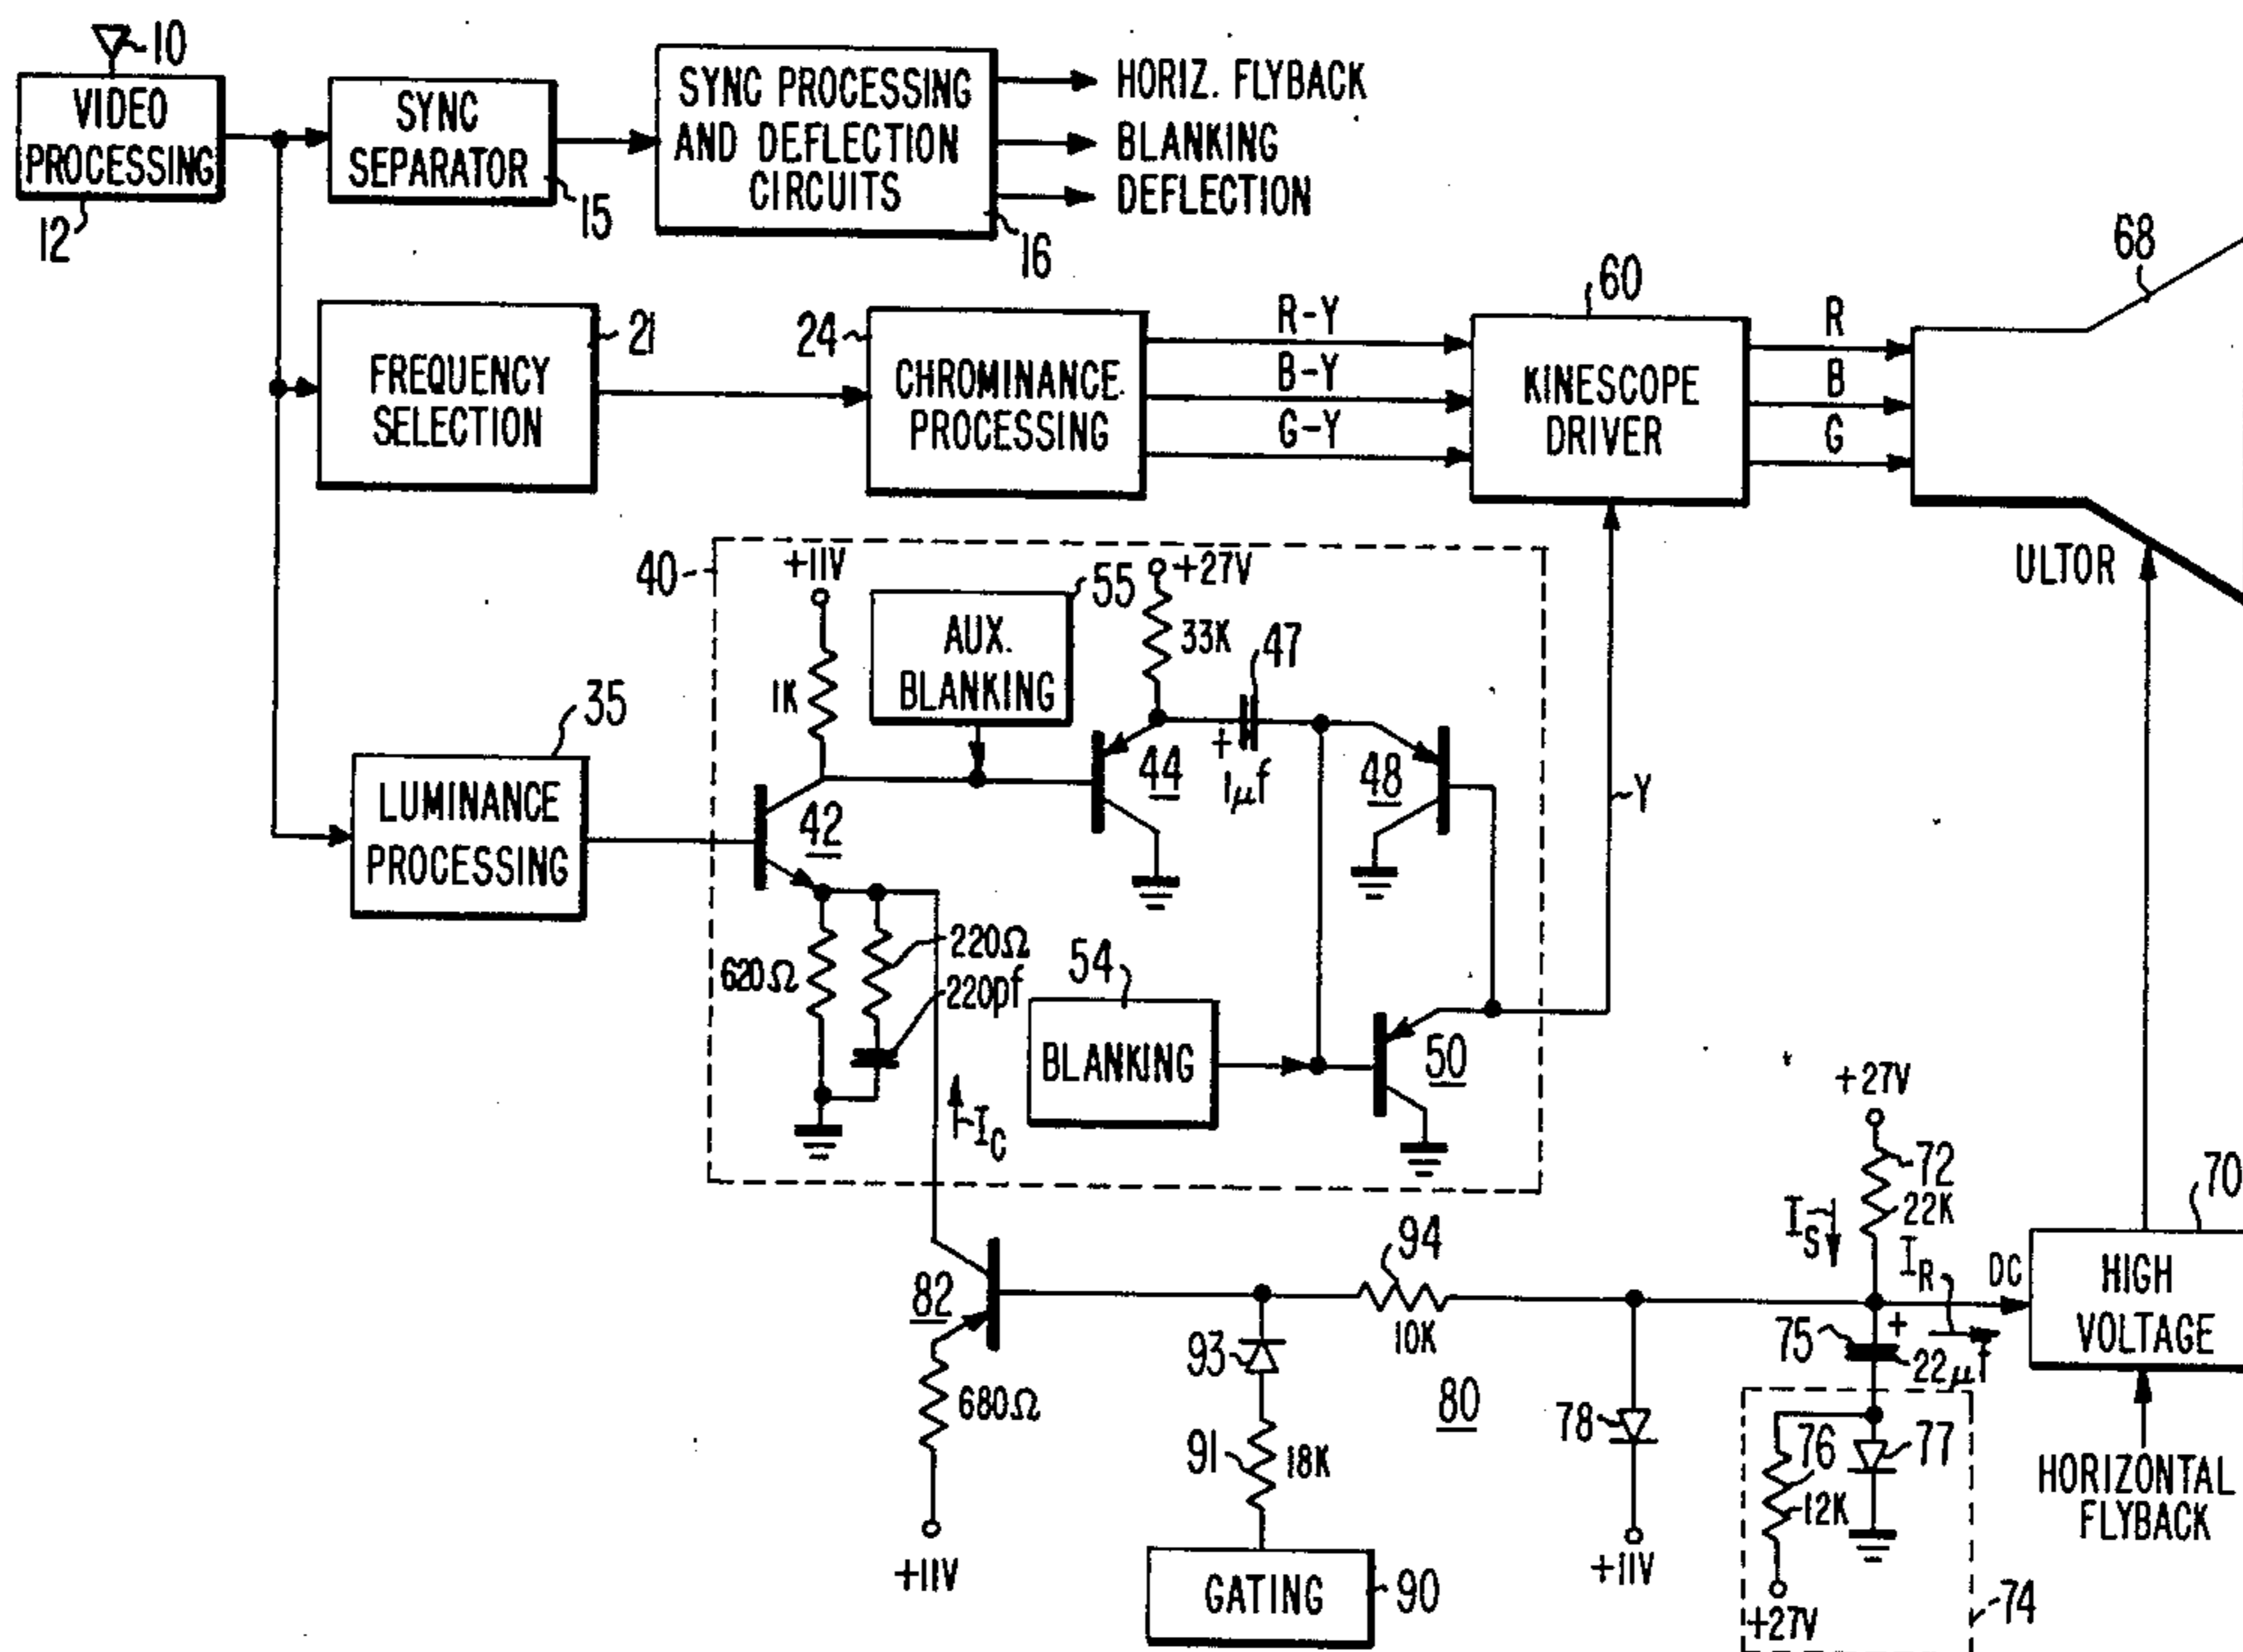 10
VIDEO
PROCESSING
12
SYNC
SEPARATOR
15
SYNC PROCESSING
AND DEFLECTION
CIRCUITS
16
HORIZ. FLYBACK
BLANKING
DEFLECTION
FREQUENCY
SELECTION
21
24
CHROMINANCE
PROCESSING
R-Y
B-Y
G-Y
60
KINESCOPE
DRIVER
R
B
G
68
ULTOR
40
+11V
1K
55
AUX.
BLANKING
+27V
33K
47
+
1μf
44
48
Y
35
LUMINANCE
PROCESSING
42
620Ω
220Ω
220pf
54
BLANKING
50
I_C
+27V
72
22K
I_S
I_R
DC
70
HIGH
VOLTAGE
82
94
10K
75
+
22μf
93
680Ω
80
78
91
18K
76
77
12K
HORIZONTAL
FLYBACK
+11V
GATING
90
+11V
+27V
74